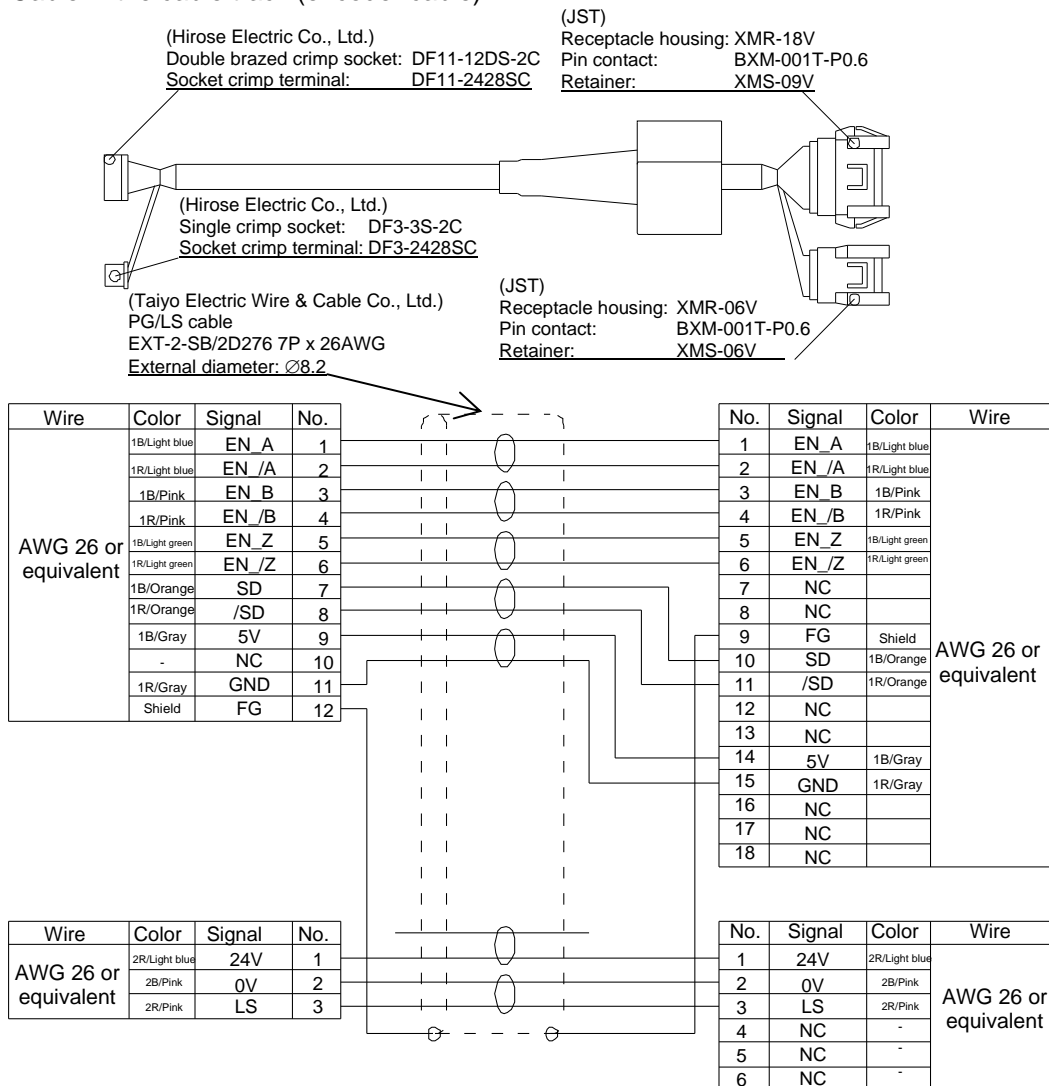 (Hirose Electric Co., Ltd.)
Double brazed crimp socket: DF11-12DS-2C
Socket crimp terminal: DF11-2428SC
(JST)
Receptacle housing: XMR-18V
Pin contact: BXM-001T-P0.6
Retainer: XMS-09V
(Hirose Electric Co., Ltd.)
Single crimp socket: DF3-3S-2C
Socket crimp terminal: DF3-2428SC
(Taiyo Electric Wire & Cable Co., Ltd.)
PG/LS cable
EXT-2-SB/2D276 7P x 26AWG
External diameter: ∅8.2
(JST)
Receptacle housing: XMR-06V
Pin contact: BXM-001T-P0.6
Retainer: XMS-06V
Wire Color Signal No.
1B/Light blue EN_A 1
1R/Light blue EN_/A 2
1B/Pink EN_B 3
1R/Pink EN_/B 4
AWG 26 or equivalent
1B/Light green EN_Z 5
1R/Light green EN_/Z 6
1B/Orange SD 7
1R/Orange /SD 8
1B/Gray 5V 9
- NC 10
1R/Gray GND 11
Shield FG 12
No. Signal Color Wire
1 EN_A 1B/Light blue
2 EN_/A 1R/Light blue
3 EN_B 1B/Pink
4 EN_/B 1R/Pink
5 EN_Z 1B/Light green
6 EN_/Z 1R/Light green
7 NC
8 NC
9 FG Shield
AWG 26 or equivalent
10 SD 1B/Orange
11 /SD 1R/Orange
12 NC
13 NC
14 5V 1B/Gray
15 GND 1R/Gray
16 NC
17 NC
18 NC
Wire Color Signal No.
AWG 26 or equivalent
2R/Light blue 24V 1
2B/Pink 0V 2
2R/Pink LS 3
No. Signal Color Wire
1 24V 2R/Light blue
2 0V 2B/Pink
3 LS 2R/Pink
AWG 26 or equivalent
4 NC -
5 NC -
6 NC -